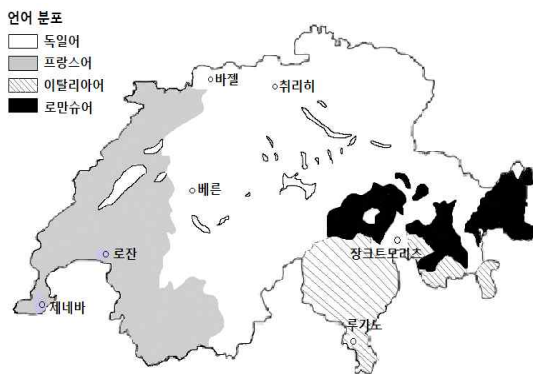 언어 분포
독일어
프랑스어
이탈리아어
로만슈어
바젤
취리히
베른
로잔
장크트모리츠
제네바
루가노